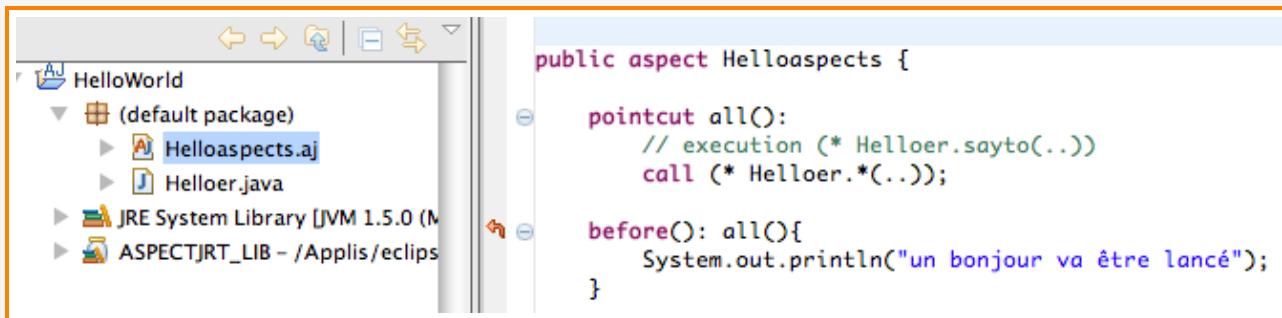 HelloWorld
(default package)
Helloaspects.aj
Helloer.java
JRE System Library [JVM 1.5.0 (M
ASPECTJRT_LIB – /Applis/eclips
public aspect Helloaspects {
pointcut all():
// execution (* Helloer.sayto(..))
call (* Helloer.*(..));
before(): all(){
System.out.println("un bonjour va être lancé");
}